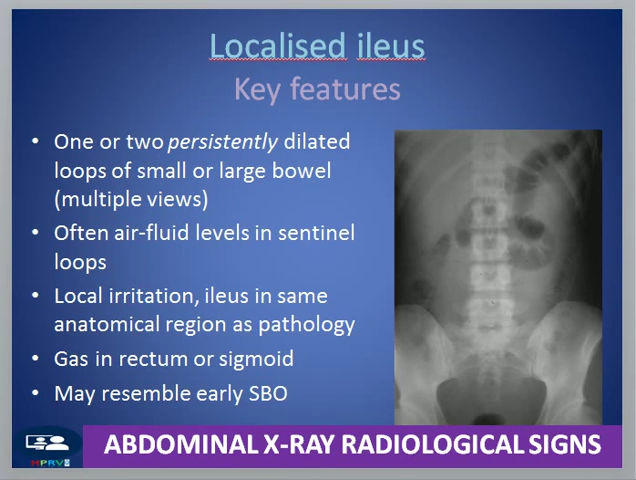 Localised ileus
Key features
• One or two persistently dilated
loops of small or large bowel
(multiple views)
• Often air-fluid levels in sentinel
loops
• Local irritation, ileus in same
anatomical region as pathology
• Gas in rectum or sigmoid
• May resemble early SBO
ABDOMINAL X-RAY RADIOLOGICAL SIGNS